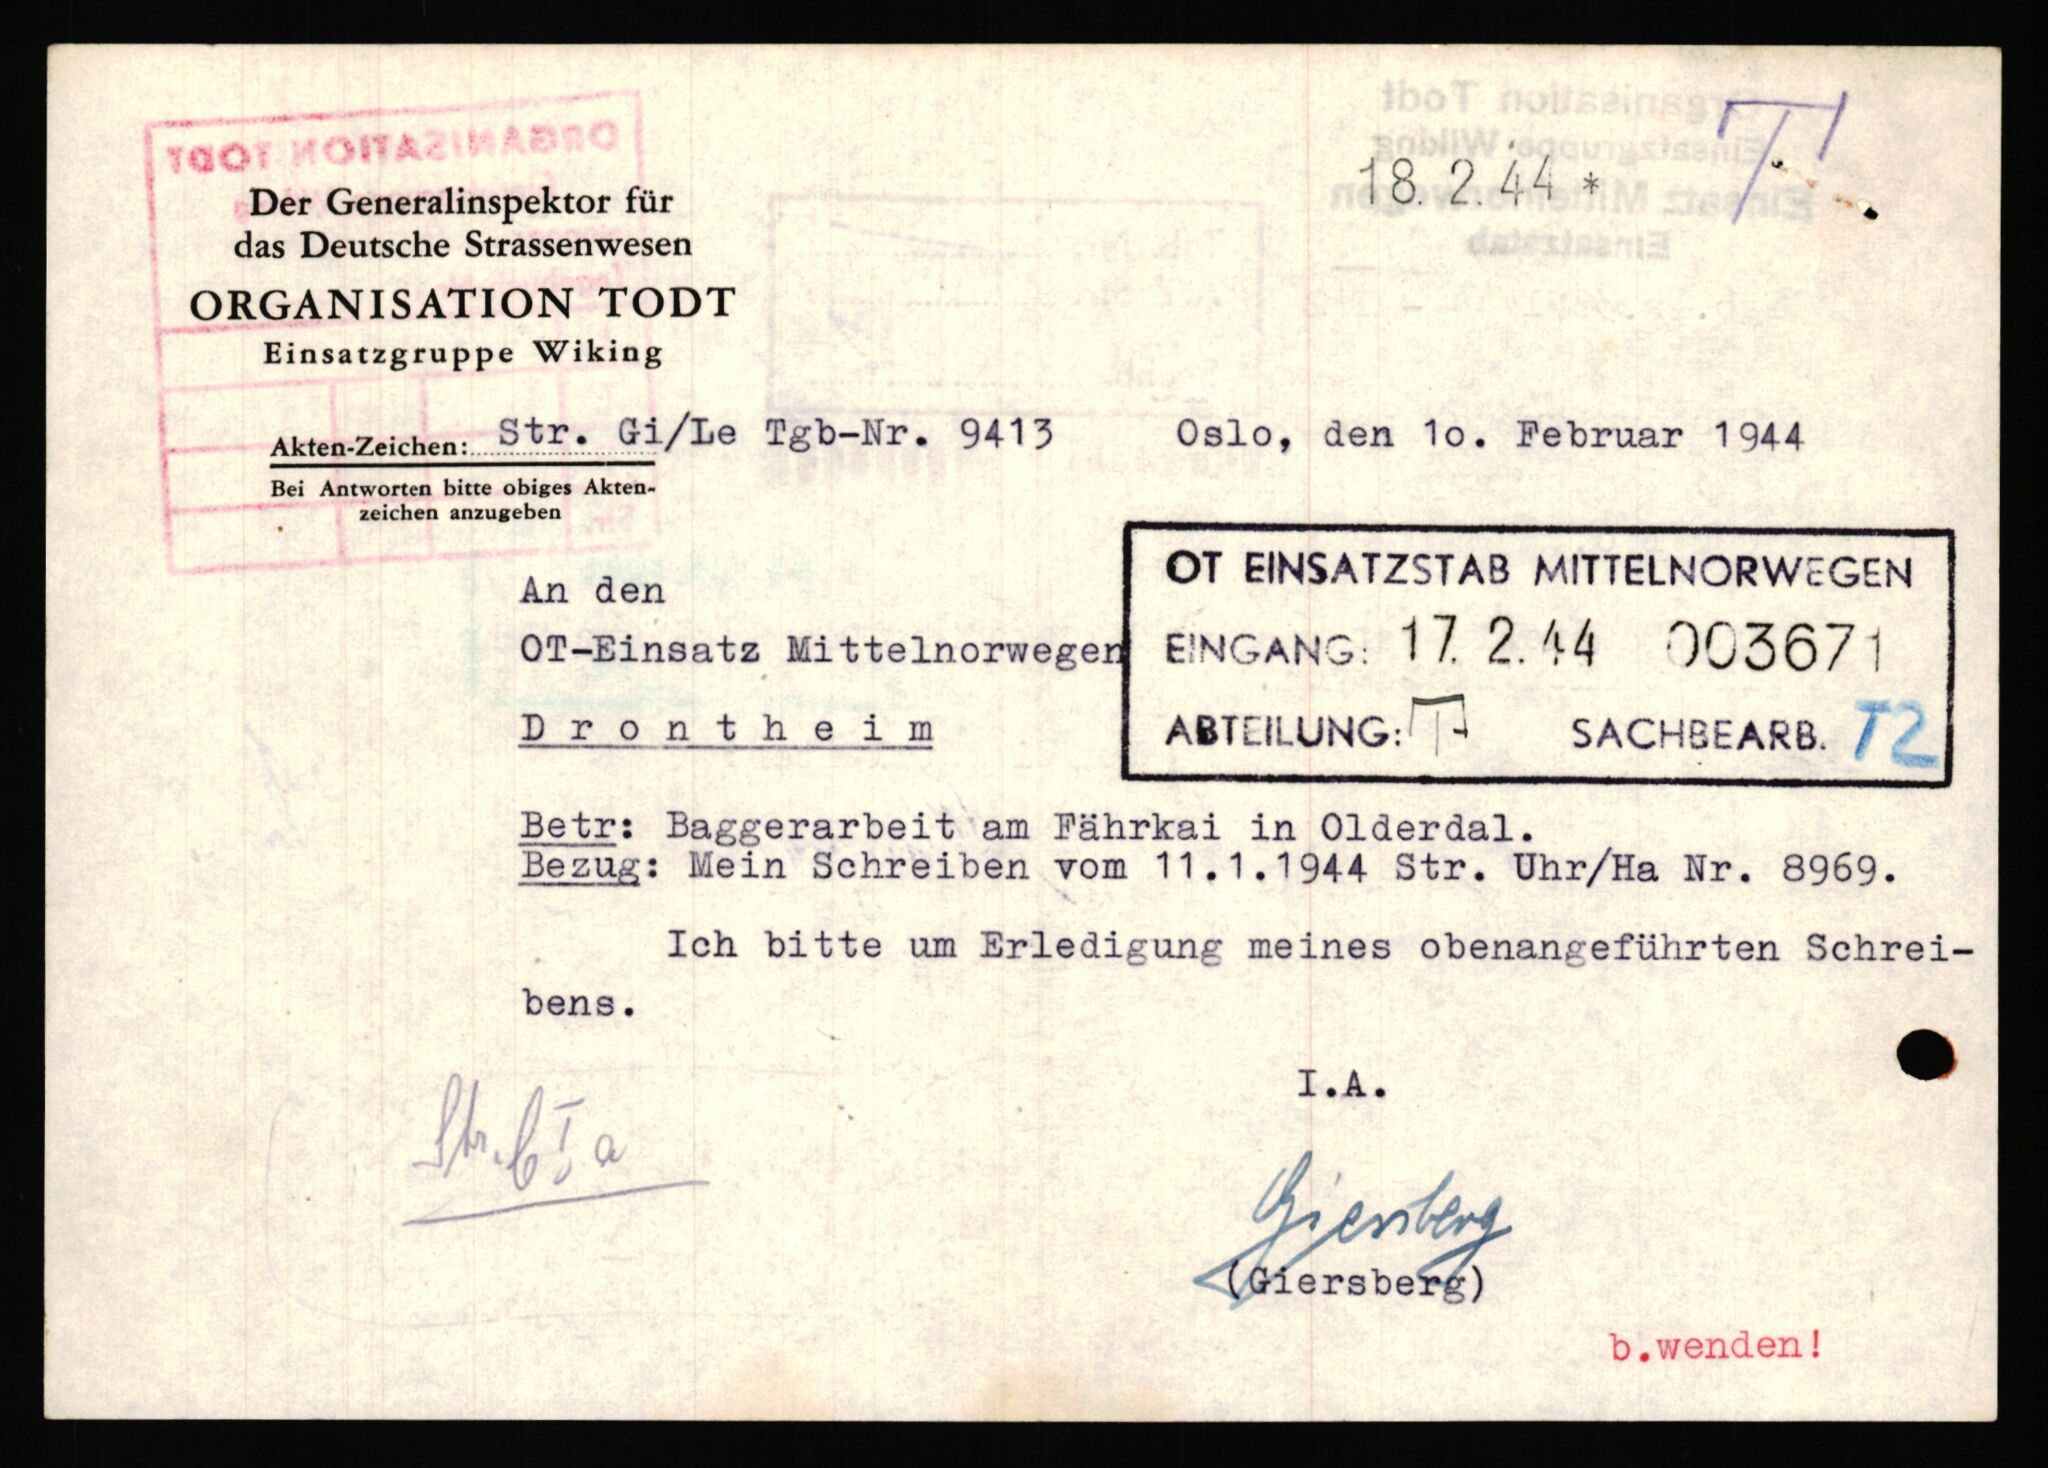 18.2.44 *
Der Generalinspektor für
das Deutsche Strassenwesen
ORGANISATION TODT
Einsatzgruppe Wiking
Akten-Zeichen: Str. Gi/Le Tgb-Nr. 9413 Oslo, den 1o. Februar 1944
Bei Antworten bitte obiges Akten-
zeichen anzugeben
OT EINSATZSTAB MITTELNORWEGEN
EINGANG: 17. 2. 44 003671
ABTEILUNG: T SACHBEARB. T2
An den
OT-Einsatz Mittelnorwegen
D r o n t h e i m
Betr: Baggerarbeit am Fährkai in Olderdal.
Bezug: Mein Schreiben vom 11.1.1944 Str. Uhr/Ha Nr. 8969.
Ich bitte um Erledigung meines obenangeführten Schrei-
bens.
I.A.
Giersberg
(Giersberg)
b.wenden!